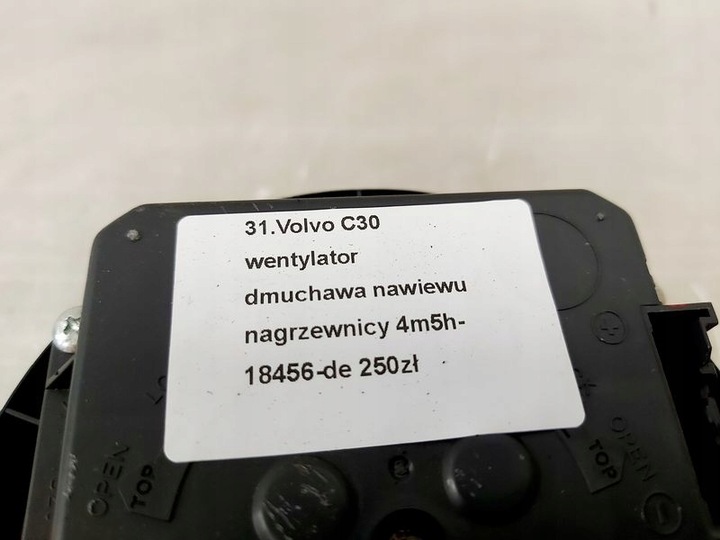 31.Volvo C30
wentylator
dmuchawa nawiewu
nagrzewnicy 4m5h-
18456-de 250zł
OPEN
TOP
TOP
OPEN